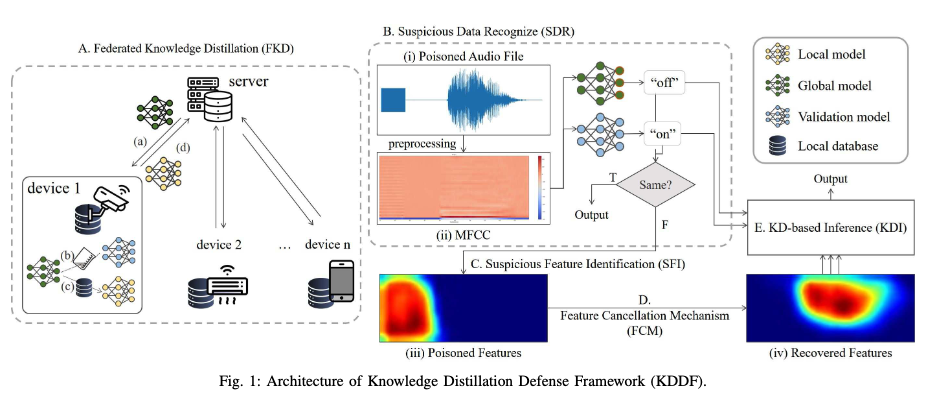 A. Federated Knowledge Distillation (FKD)
server
(a)
(d)
device 1
(b)
(c)
device 2
...
device n
B. Suspicious Data Recognize (SDR)
(i) Poisoned Audio File
preprocessing
(ii) MFCC
“off”
“on”
Same?
T
Output
F
Local model
Global model
Validation model
Local database
Output
E. KD-based Inference (KDI)
C. Suspicious Feature Identification (SFI)
D.
Feature Cancellation Mechanism
(FCM)
(iii) Poisoned Features
(iv) Recovered Features
Fig. 1: Architecture of Knowledge Distillation Defense Framework (KDDF).